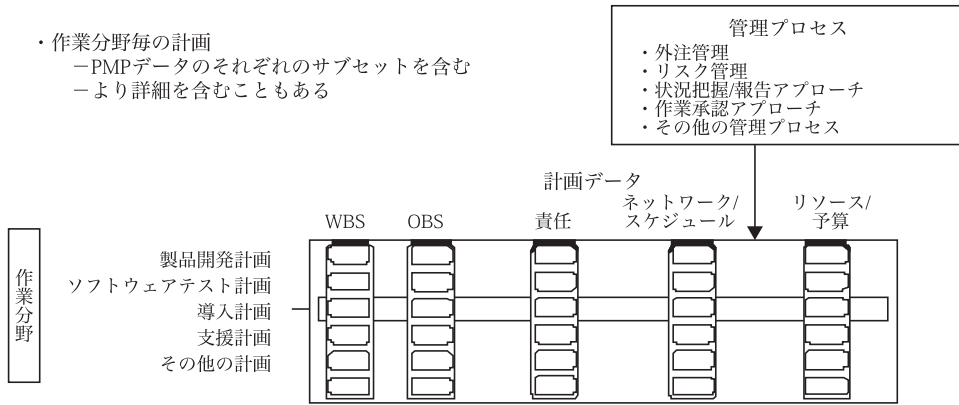 ・作業分野毎の計画
－PMPデータのそれぞれのサブセットを含む
－より詳細を含むこともある
管理プロセス
・外注管理
・リスク管理
・状況把握/報告アプローチ
・作業承認アプローチ
・その他の管理プロセス
計画データ
WBS
OBS
責任
ネットワーク/
スケジュール
リソース/
予算
作業分野
製品開発計画
ソフトウェアテスト計画
導入計画
支援計画
その他の計画